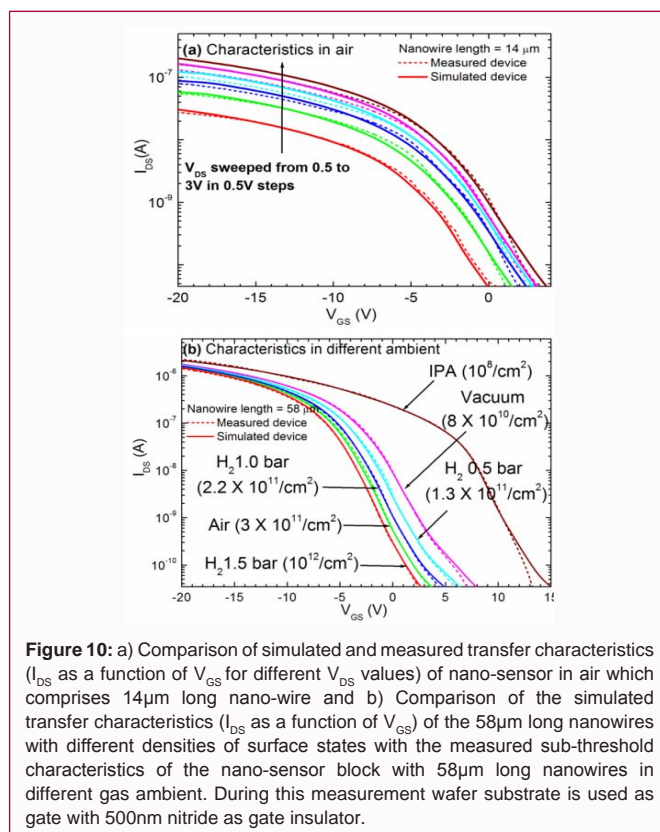 (a) Characteristics in air
Nanowire length = 14 μm
Measured device
Simulated device
10⁻⁷
10⁻⁹
I_DS(A)
V_DS sweeped from 0.5 to
3V in 0.5V steps
-20 -15 -10 -5 0
V_GS (V)
(b) Characteristics in different ambient
IPA (10⁸/cm²)
Vacuum
(8 X 10¹⁰/cm²)
Nanowire length = 58 μm
Measured device
Simulated device
H₂1.0 bar
(2.2 X 10¹¹/cm²)
H₂ 0.5 bar
(1.3 X 10¹¹/cm²)
Air (3 X 10¹¹/cm²)
H₂1.5 bar (10¹²/cm²)
10⁻⁶
10⁻⁷
10⁻⁸
10⁻⁹
10⁻¹⁰
I_DS (A)
-20 -15 -10 -5 0 5 10 15
V_GS (V)
Figure 10: a) Comparison of simulated and measured transfer characteristics
(I_DS as a function of V_GS for different V_DS values) of nano-sensor in air which
comprises 14µm long nano-wire and b) Comparison of the simulated
transfer characteristics (I_DS as a function of V_GS) of the 58µm long nanowires
with different densities of surface states with the measured sub-threshold
characteristics of the nano-sensor block with 58µm long nanowires in
different gas ambient. During this measurement wafer substrate is used as
gate with 500nm nitride as gate insulator.